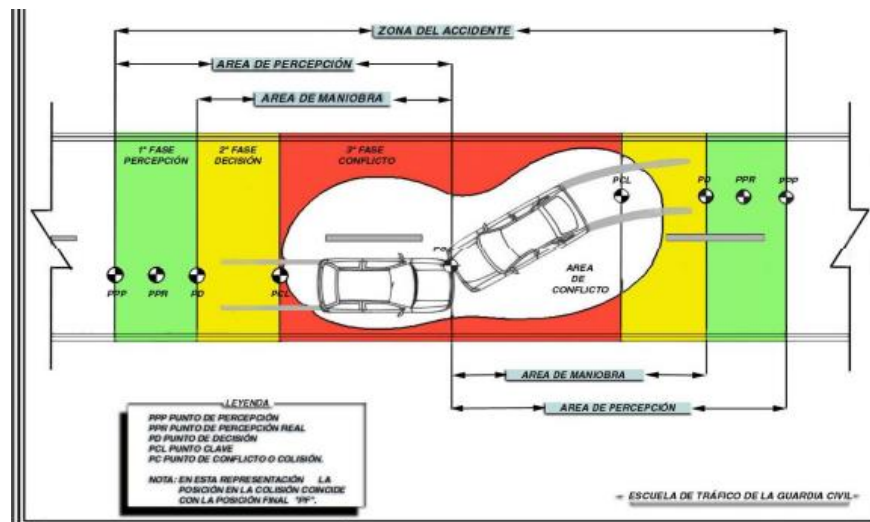 ZONA DEL ACCIDENTE
AREA DE PERCEPCIÓN
AREA DE MANIOBRA
1ª FASE
PERCEPCIÓN
2ª FASE
DECISIÓN
3ª FASE
CONFLICTO
PCL
PD
PPR
PPP
PPP
PPR
PD
PCL
AREA
DE
CONFLICTO
AREA DE MANIOBRA
AREA DE PERCEPCIÓN
LEYENDA
PPP PUNTO DE PERCEPCIÓN
PPR PUNTO DE PERCEPCIÓN REAL
PD PUNTO DE DECISIÓN
PCL PUNTO CLAVE
PC PUNTO DE CONFLICTO O COLISIÓN.
NOTA: EN ESTA REPRESENTACIÓN LA
POSICIÓN EN LA COLISIÓN COINCIDE
CON LA POSICIÓN FINAL "PF".
ESCUELA DE TRÁFICO DE LA GUARDIA CIVIL